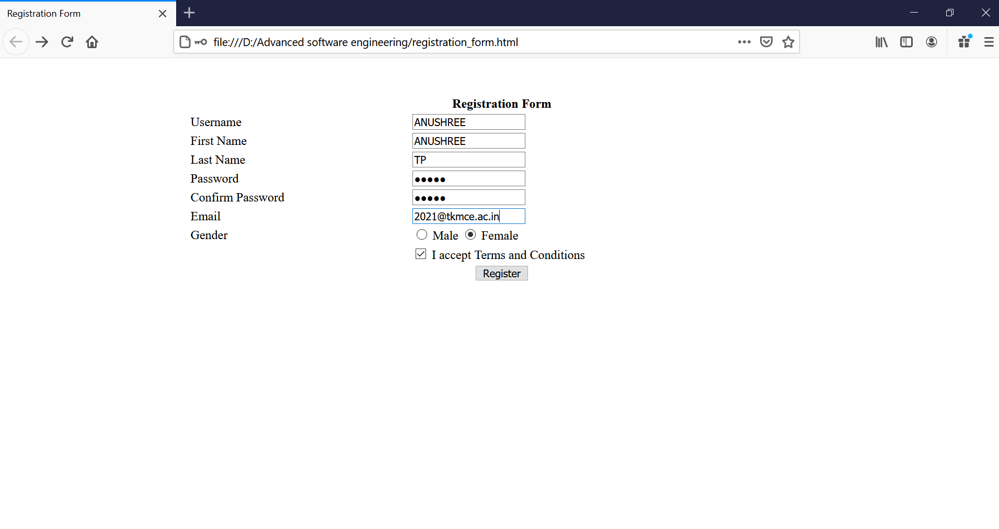 Registration Form
file:///D:/Advanced software engineering/registration_form.html
Registration Form
Username ANUSHREE
First Name ANUSHREE
Last Name TP
Password •••••
Confirm Password •••••
Email 2021@tkmce.ac.in
Gender Male Female
I accept Terms and Conditions
Register